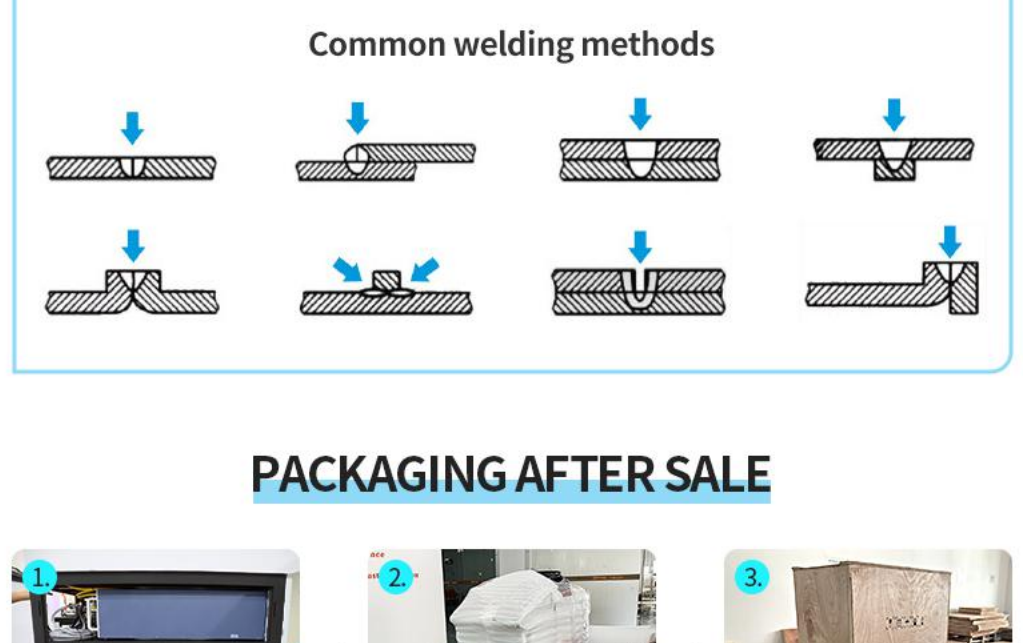 Common welding methods
PACKAGING AFTER SALE
1.
2.
3.